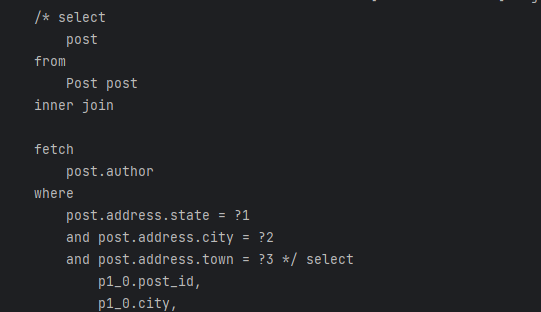 /* select
post
from
Post post
inner join
fetch
post.author
where
post.address.state = ?1
and post.address.city = ?2
and post.address.town = ?3 */ select
p1_0.post_id,
p1_0.city,